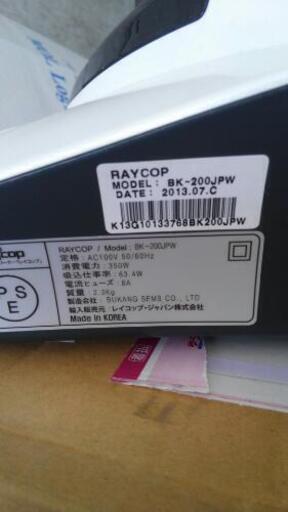 RAYCOP
MODEL: BK-200JPW
DATE: 2013.07.C
K13G10133768BK200JPW
RAYCOP / Model: BK-200JPW
定格: AC100V 50/60Hz
消費電力: 350W
吸込仕事率: 63.4W
電流ヒューズ: 8A
質量: 2.3Kg
製造会社: BUKANG SEMS CO., LTD
輸入販売元: レイコップ・ジャパン株式会社
Made in KOREA
PS
E